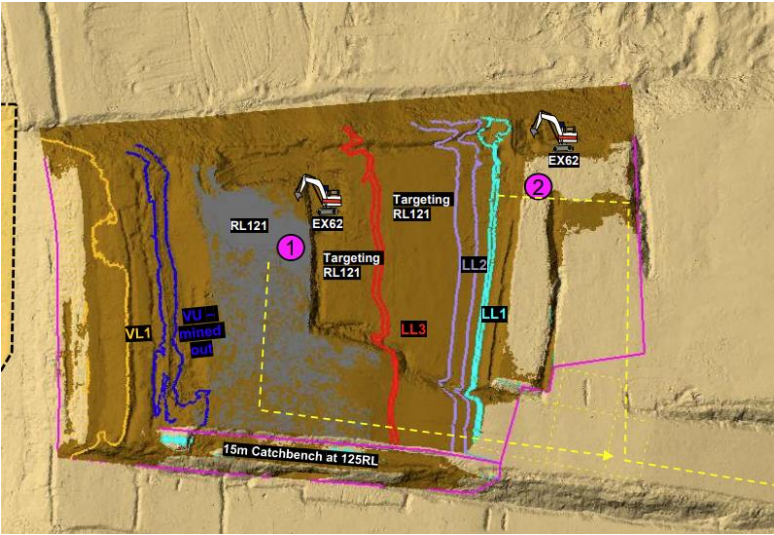 2
EX62
EX62
RL121
1
Targeting
RL121
Targeting
RL121
LL2
LL1
LL3
VL1
VU –
mined
out
15m Catchbench at 125RL